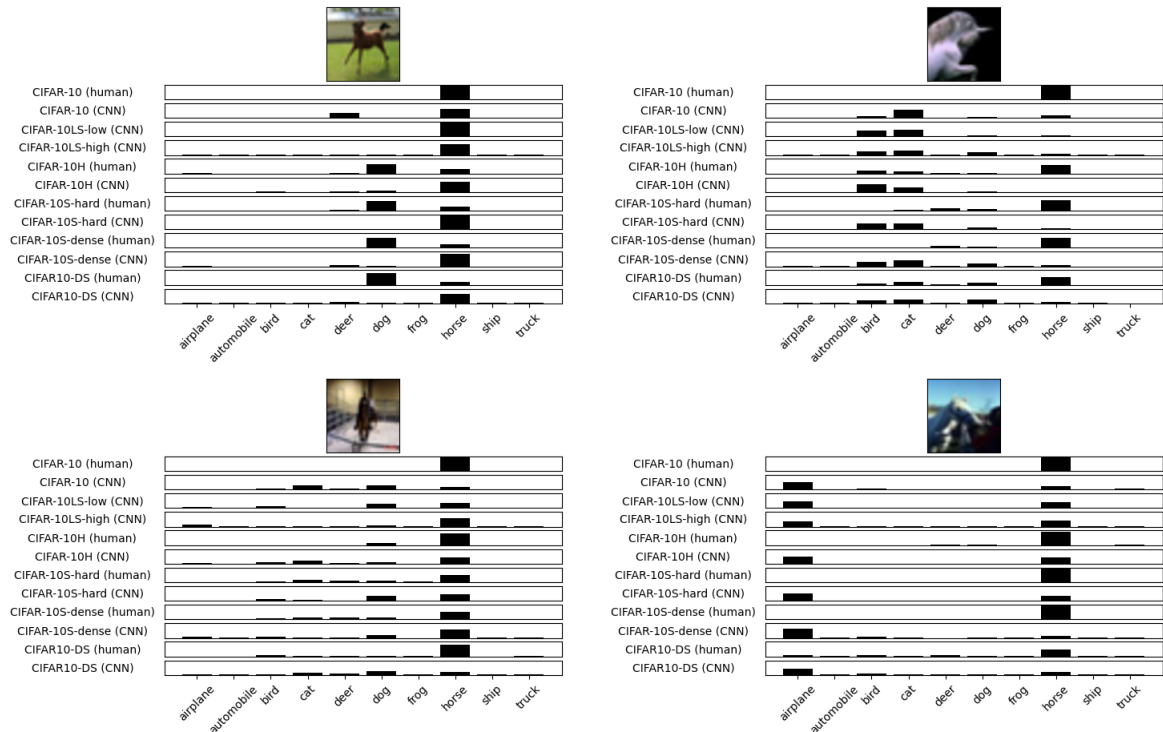 CIFAR-10 (human)
CIFAR-10 (CNN)
CIFAR-10LS-low (CNN)
CIFAR-10LS-high (CNN)
CIFAR-10H (human)
CIFAR-10H (CNN)
CIFAR-10S-hard (human)
CIFAR-10S-hard (CNN)
CIFAR-10S-dense (human)
CIFAR-10S-dense (CNN)
CIFAR10-DS (human)
CIFAR10-DS (CNN)
airplane automobile bird cat deer dog frog horse ship truck
CIFAR-10 (human)
CIFAR-10 (CNN)
CIFAR-10LS-low (CNN)
CIFAR-10LS-high (CNN)
CIFAR-10H (human)
CIFAR-10H (CNN)
CIFAR-10S-hard (human)
CIFAR-10S-hard (CNN)
CIFAR-10S-dense (human)
CIFAR-10S-dense (CNN)
CIFAR10-DS (human)
CIFAR10-DS (CNN)
airplane automobile bird cat deer dog frog horse ship truck
CIFAR-10 (human)
CIFAR-10 (CNN)
CIFAR-10LS-low (CNN)
CIFAR-10LS-high (CNN)
CIFAR-10H (human)
CIFAR-10H (CNN)
CIFAR-10S-hard (human)
CIFAR-10S-hard (CNN)
CIFAR-10S-dense (human)
CIFAR-10S-dense (CNN)
CIFAR10-DS (human)
CIFAR10-DS (CNN)
airplane automobile bird cat deer dog frog horse ship truck
CIFAR-10 (human)
CIFAR-10 (CNN)
CIFAR-10LS-low (CNN)
CIFAR-10LS-high (CNN)
CIFAR-10H (human)
CIFAR-10H (CNN)
CIFAR-10S-hard (human)
CIFAR-10S-hard (CNN)
CIFAR-10S-dense (human)
CIFAR-10S-dense (CNN)
CIFAR10-DS (human)
CIFAR10-DS (CNN)
airplane automobile bird cat deer dog frog horse ship truck